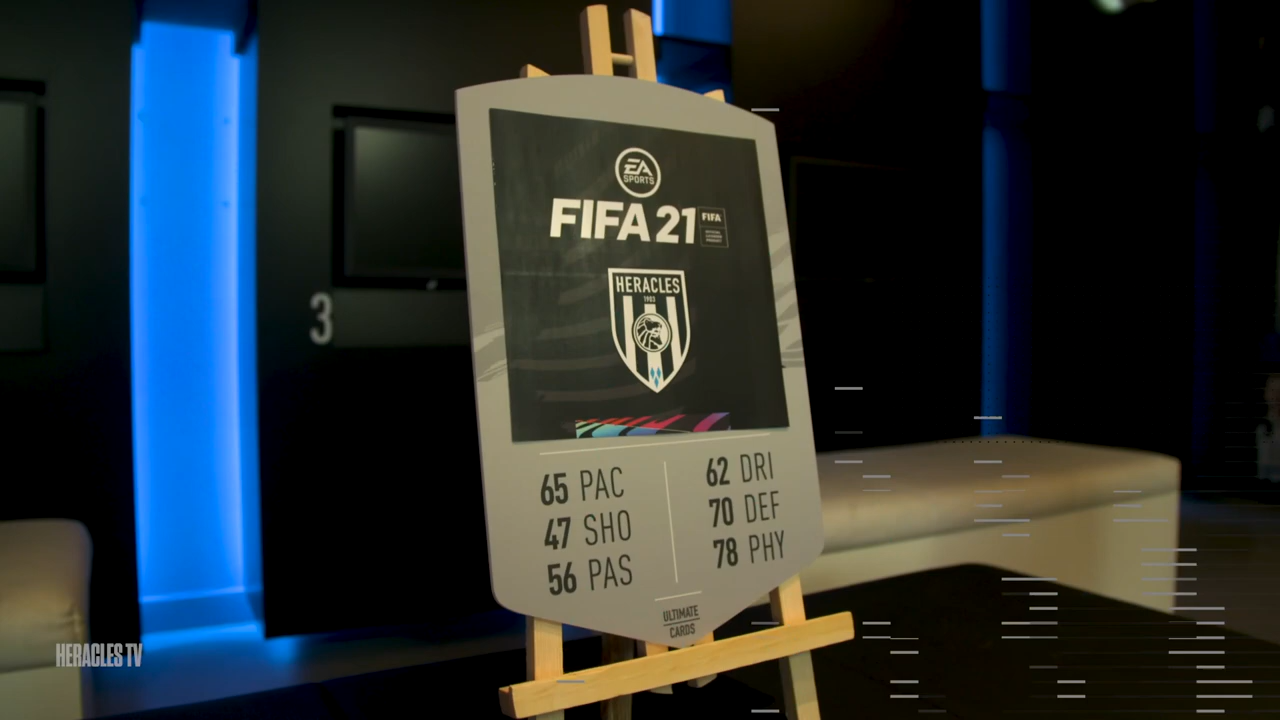 EA
SPORTS
FIFA 21
FIFA
HERACLES
1903
3
65 PAC
47 SHO
56 PAS
62 DRI
70 DEF
78 PHY
ULTIMATE
CARDS
HERACLES TV